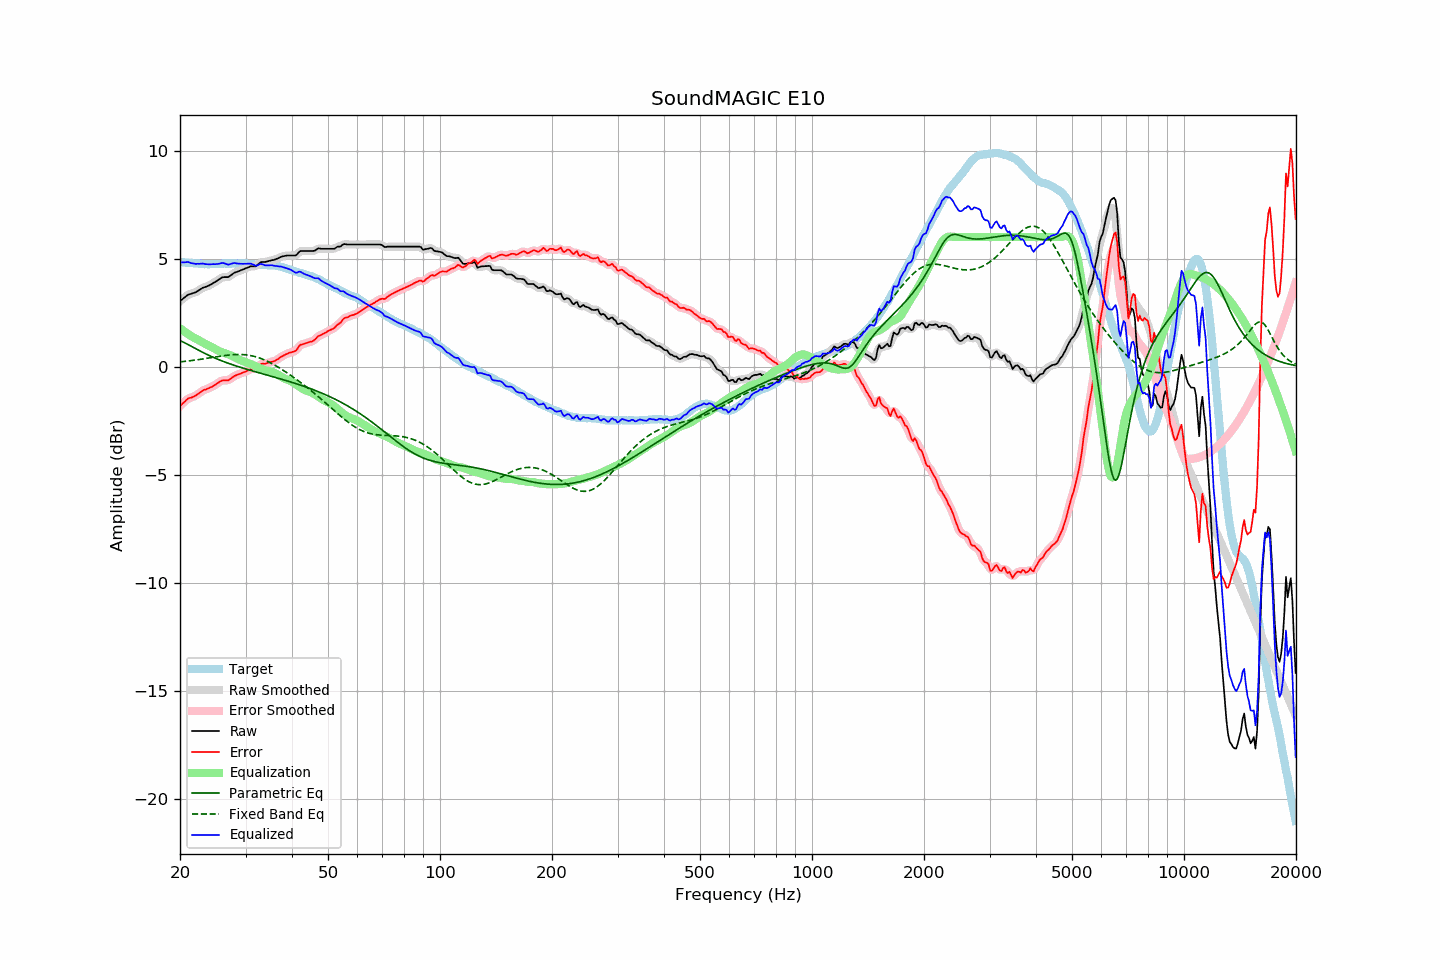 SoundMAGIC E10
Amplitude (dBr)
10
5
0
−5
−10
−15
−20
Target
Raw Smoothed
Error Smoothed
Raw
Error
Equalization
Parametric Eq
Fixed Band Eq
Equalized
20 50 100 200 500 1000 2000 5000 10000 20000
Frequency (Hz)